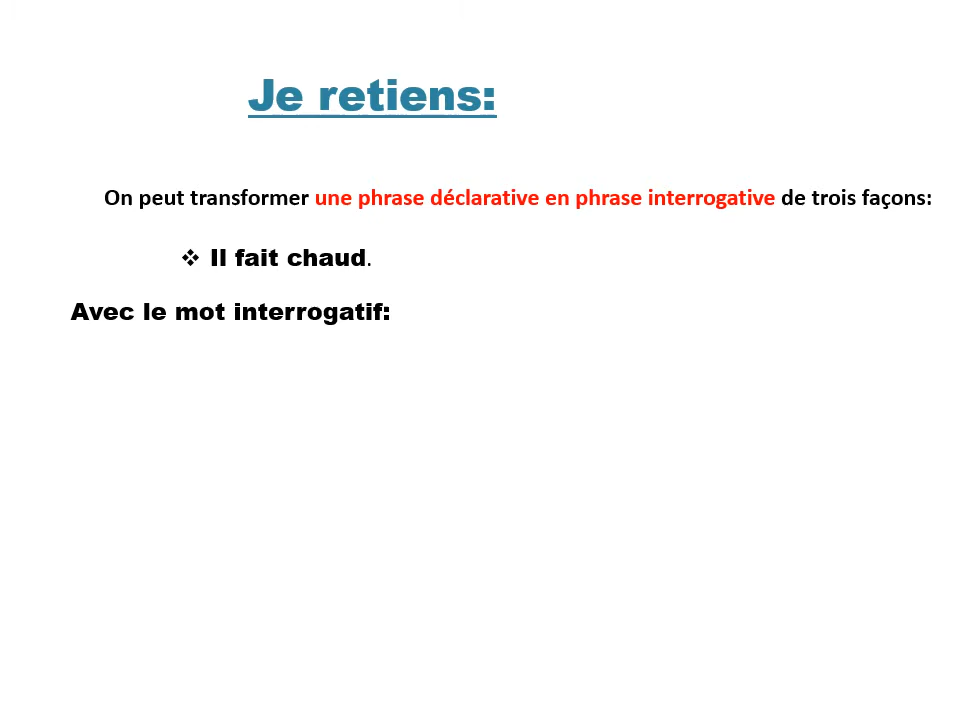 Je retiens:
On peut transformer une phrase déclarative en phrase interrogative de trois façons:
❖ Il fait chaud.
Avec le mot interrogatif: